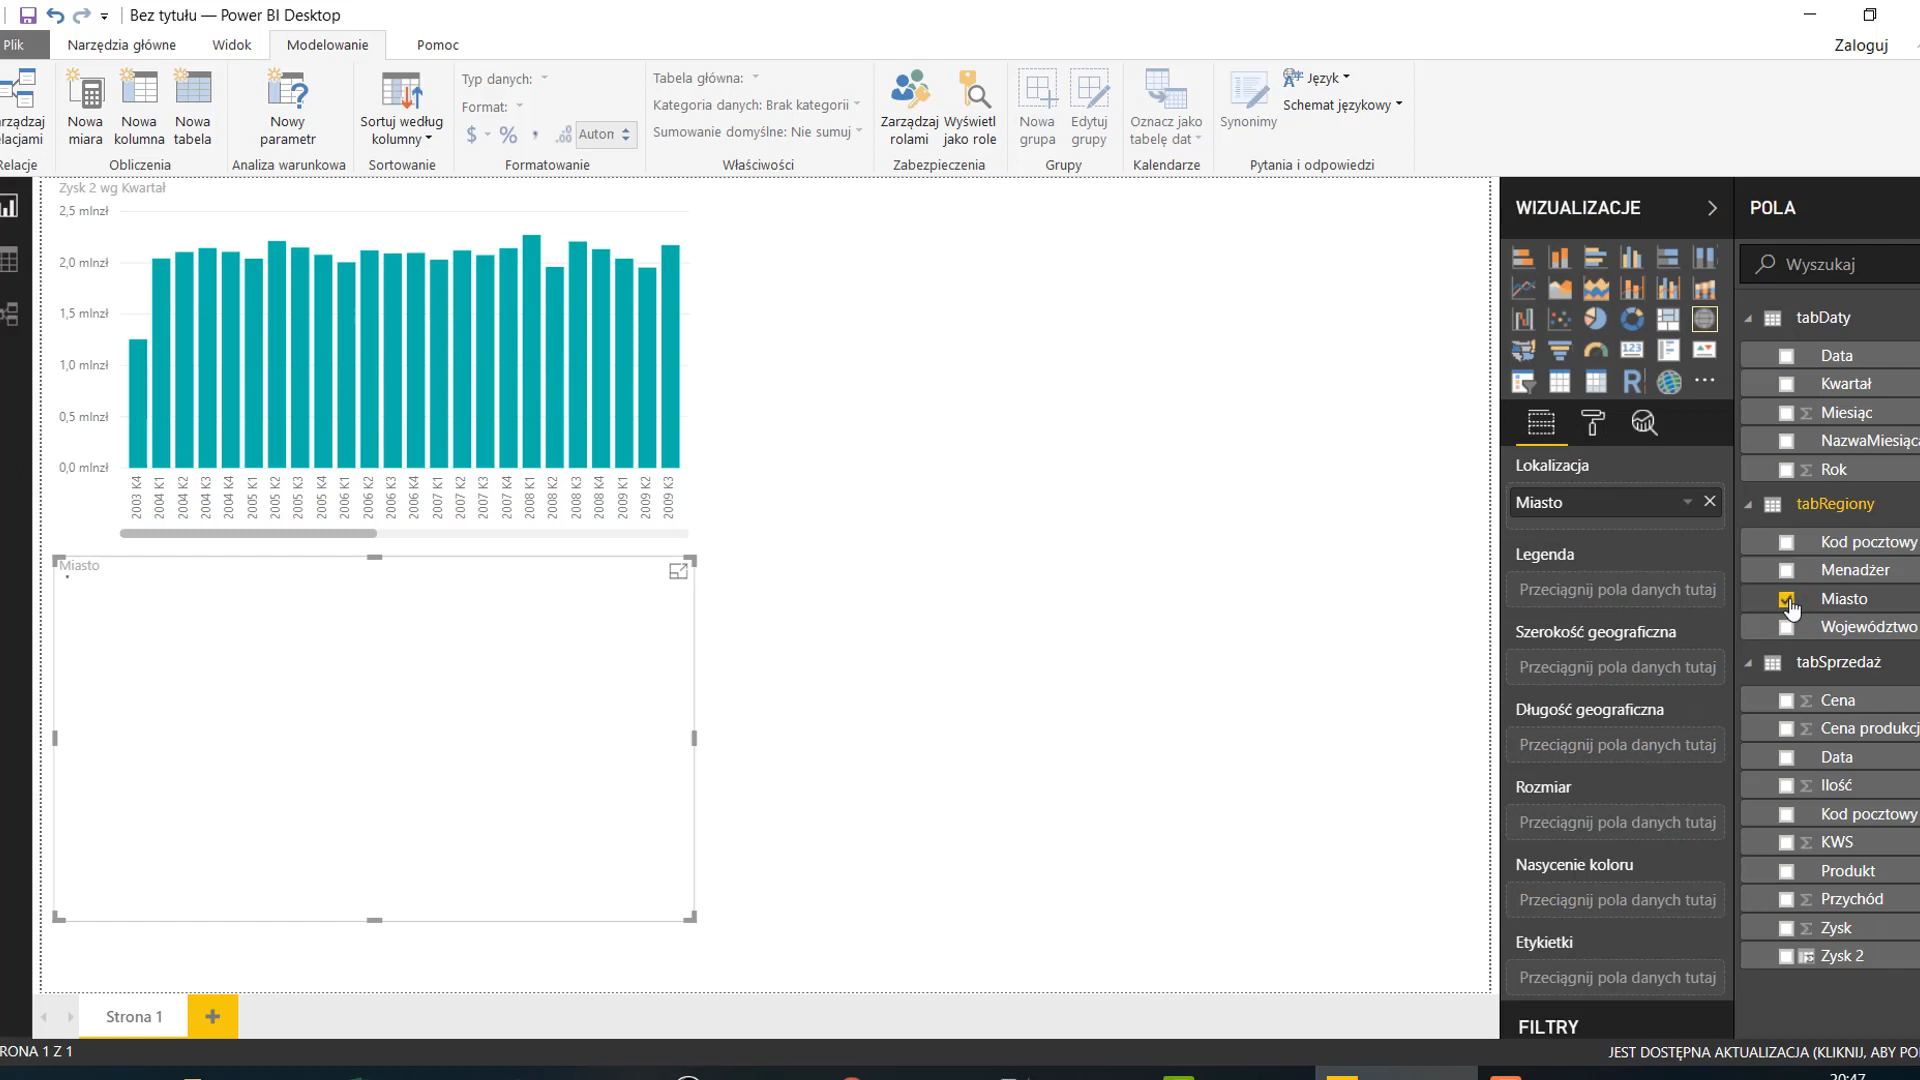 Bez tytułu — Power BI Desktop
Plik
Narzędzia główne
Widok
Modelowanie
Pomoc
Zaloguj
arządzaj
elacjami
Relacje
Nowa
miara
Nowa
kolumna
Nowa
tabela
Obliczenia
Nowy
parametr
Analiza warunkowa
Sortuj według
kolumny
Sortowanie
Typ danych:
Format:
$ % , .00 Auton
Formatowanie
Tabela główna:
Kategoria danych: Brak kategorii
Sumowanie domyślne: Nie sumuj
Właściwości
Zarządzaj
rolami
Wyświetl
jako role
Zabezpieczenia
Nowa
grupa
Edytuj
grupy
Grupy
Oznacz jako
tabelę dat
Kalendarze
Synonimy
Język
Schemat językowy
Pytania i odpowiedzi
Zysk 2 wg Kwartał
2,5 mlnzł
2,0 mlnzł
1,5 mlnzł
1,0 mlnzł
0,5 mlnzł
0,0 mlnzł
2003 K4
2004 K1
2004 K2
2004 K3
2004 K4
2005 K1
2005 K2
2005 K3
2005 K4
2006 K1
2006 K2
2006 K3
2006 K4
2007 K1
2007 K2
2007 K3
2007 K4
2008 K1
2008 K2
2008 K3
2008 K4
2009 K1
2009 K2
2009 K3
Miasto
WIZUALIZACJE
123
R
Lokalizacja
Miasto
Legenda
Przeciągnij pola danych tutaj
Szerokość geograficzna
Przeciągnij pola danych tutaj
Długość geograficzna
Przeciągnij pola danych tutaj
Rozmiar
Przeciągnij pola danych tutaj
Nasycenie koloru
Przeciągnij pola danych tutaj
Etykietki
Przeciągnij pola danych tutaj
FILTRY
POLA
Wyszukaj
tabDaty
Data
Kwartał
Σ Miesiąc
NazwaMiesiąca
Σ Rok
tabRegiony
Kod pocztowy
Menadżer
Miasto
Województwo
tabSprzedaż
Σ Cena
Σ Cena produkcj
Data
Σ Ilość
Kod pocztowy
Σ KWS
Produkt
Σ Przychód
Σ Zysk
Zysk 2
Strona 1
RONA 1 Z 1
JEST DOSTĘPNA AKTUALIZACJA (KLIKNIJ, ABY PO
20:47